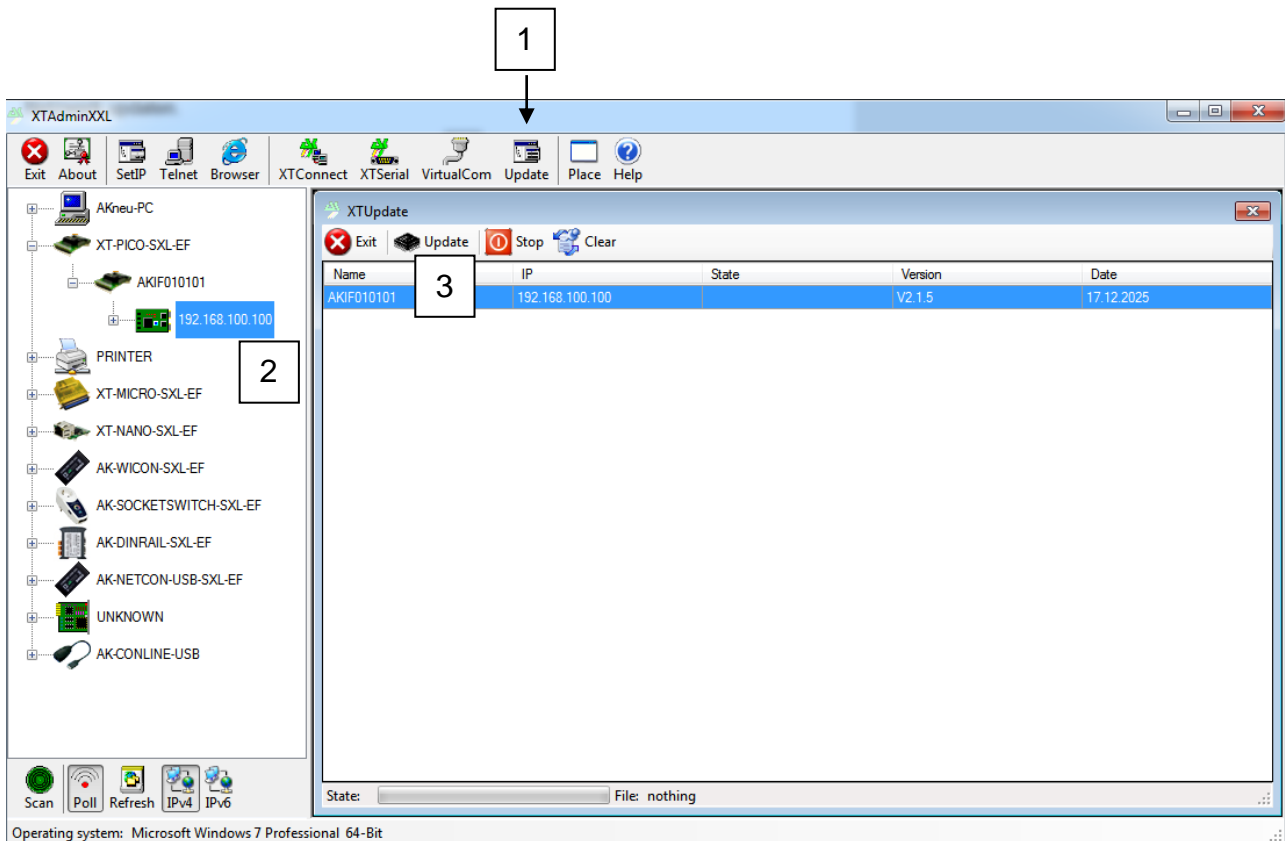 1
XTAdminXXL
Exit About SetIP Telnet Browser XTConnect XTSerial VirtualCom Update Place Help
AKneu-PC
XT-PICO-SXL-EF
AKIF010101
192.168.100.100
2
PRINTER
XT-MICRO-SXL-EF
XT-NANO-SXL-EF
AK-WICON-SXL-EF
AK-SOCKETSWITCH-SXL-EF
AK-DINRAIL-SXL-EF
AK-NETCON-USB-SXL-EF
UNKNOWN
AK-CONLINE-USB
Scan Poll Refresh IPv4 IPv6
XTUpdate
Exit Update Stop Clear
3
Name IP State Version Date
AKIF010101 192.168.100.100 V2.1.5 17.12.2025
State: File: nothing
Operating system: Microsoft Windows 7 Professional 64-Bit